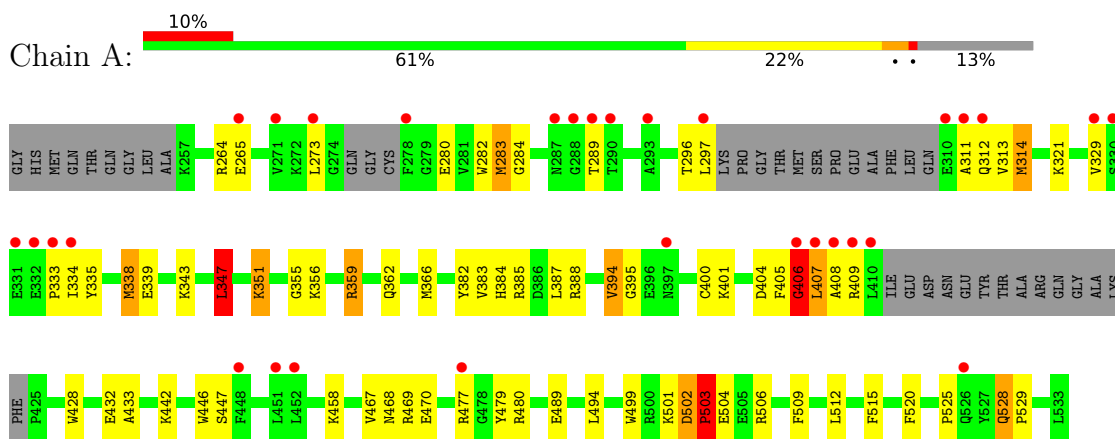 10%
Chain A:
61% 22% • • 13%
GLY HIS MET GLN THR GLN GLY LEU ALA K257 R264 E265 V271 K272 L273 G274 GLN GLY CYS F278 G279 E280 V281 W282 M283 G284 N287 G288 T289 T290 A293 T296 L297 LYS PRO GLY THR MET SER PRO GLU ALA PHE LEU GLN E310 A311 Q312 V313 M314 K321 V329 S330
E331 E332 P333 I334 Y335 M338 E339 K343 L347 K351 G355 K356 R359 Q362 M366 Y382 V383 H384 R385 D386 L387 R388 V394 G395 E396 N397 C400 K401 D404 F405 G406 L407 A408 R409 L410 ILE GLU ASP ASN GLU TYR THR ALA ARG GLN GLY ALA LYS
PHE P425 W428 E432 A433 K442 W446 S447 F448 L451 L452 K458 V467 N468 R469 E470 R477 G478 Y479 R480 E489 L494 W499 R500 K501 D502 P503 E504 E505 R506 F509 L512 F515 F520 P525 Q526 Y527 Q528 P529 L533